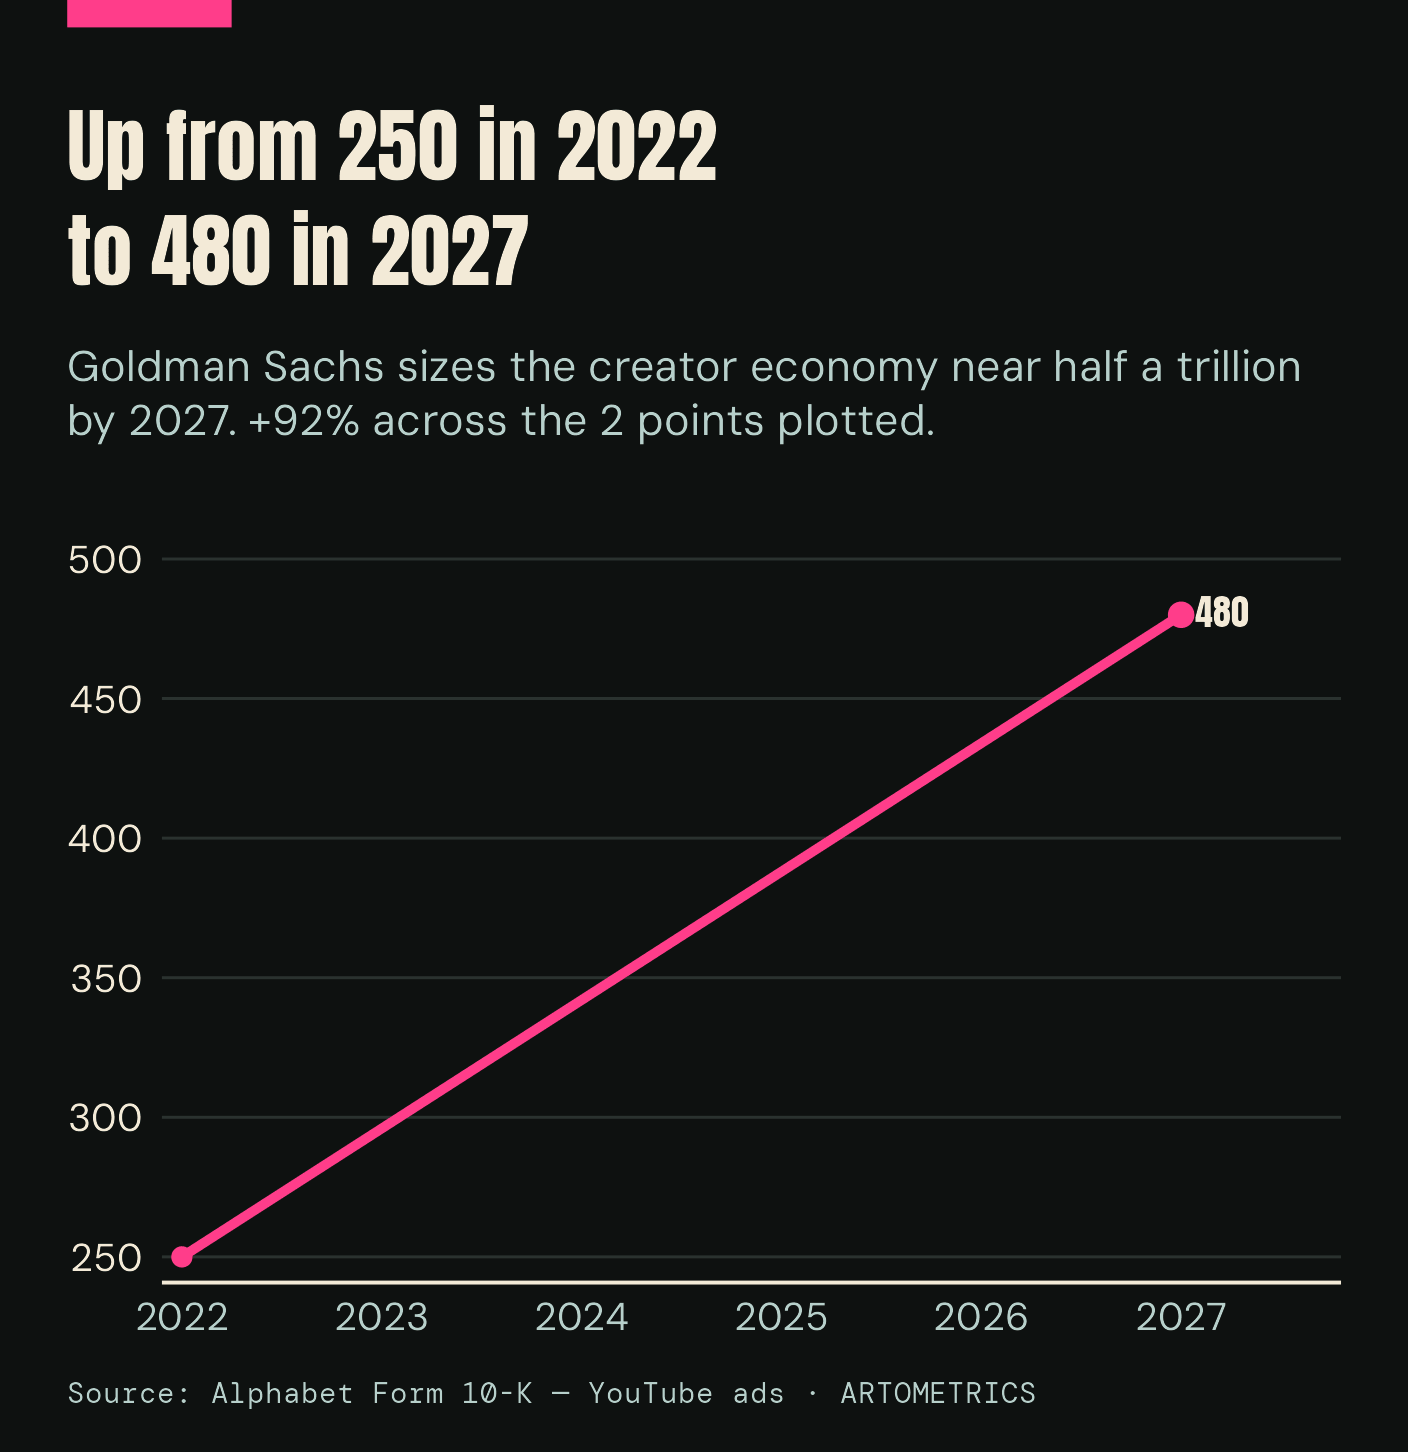 Up from 250 in 2022
to 480 in 2027
Goldman Sachs sizes the creator economy near half a trillion
by 2027. +92% across the 2 points plotted.
500
480
450
400
350
300
250
2022 2023 2024 2025 2026 2027
Source: Alphabet Form 10-K — YouTube ads · ARTOMETRICS